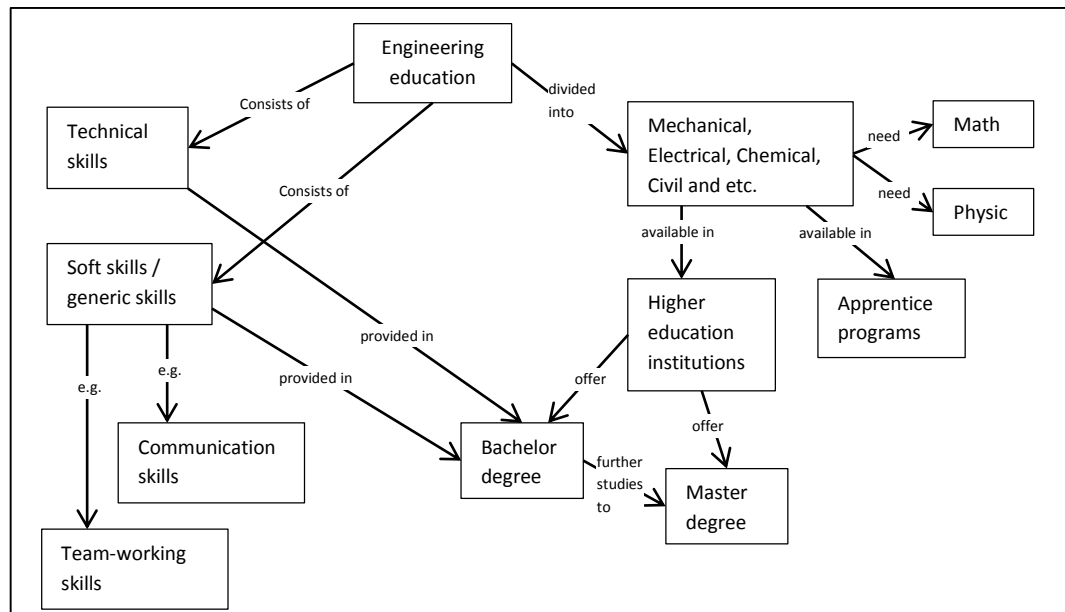 Engineering
education
Consists of
divided
into
Technical
skills
Mechanical,
Electrical, Chemical,
Civil and etc.
need
Math
need
Physic
Consists of
available in
available in
Soft skills /
generic skills
Higher
education
institutions
Apprentice
programs
provided in
e.g.
e.g.
provided in
offer
offer
Communication
skills
Bachelor
degree
further
studies
to
Master
degree
Team-working
skills